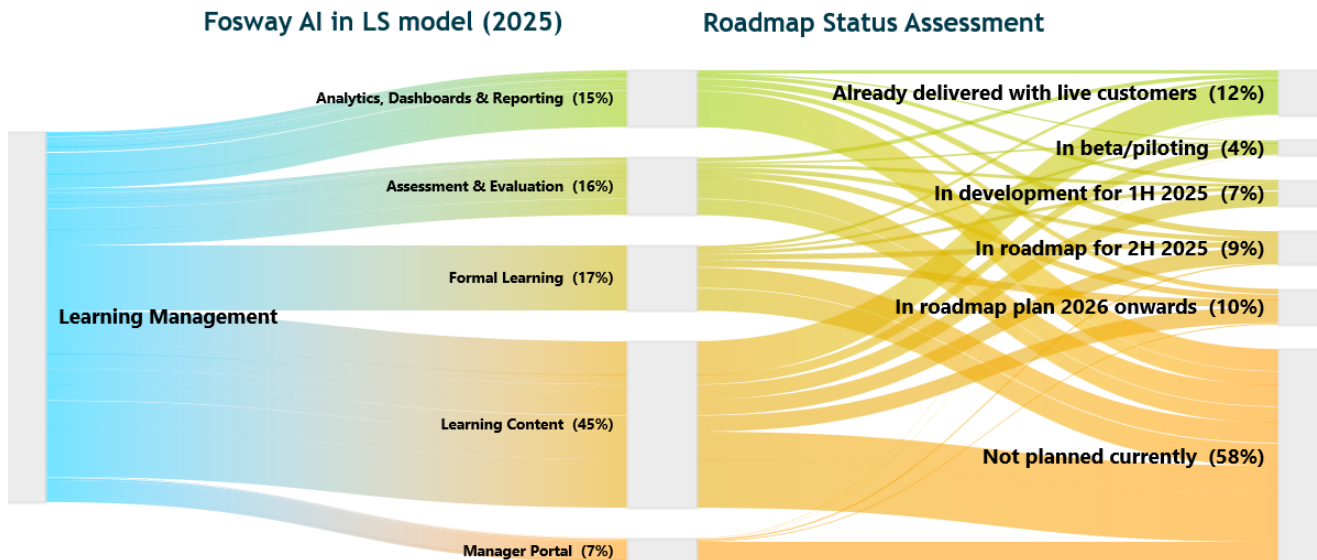 Fosway AI in LS model (2025)
Roadmap Status Assessment
Learning Management
Analytics, Dashboards & Reporting (15%)
Assessment & Evaluation (16%)
Formal Learning (17%)
Learning Content (45%)
Manager Portal (7%)
Already delivered with live customers (12%)
In beta/piloting (4%)
In development for 1H 2025 (7%)
In roadmap for 2H 2025 (9%)
In roadmap plan 2026 onwards (10%)
Not planned currently (58%)